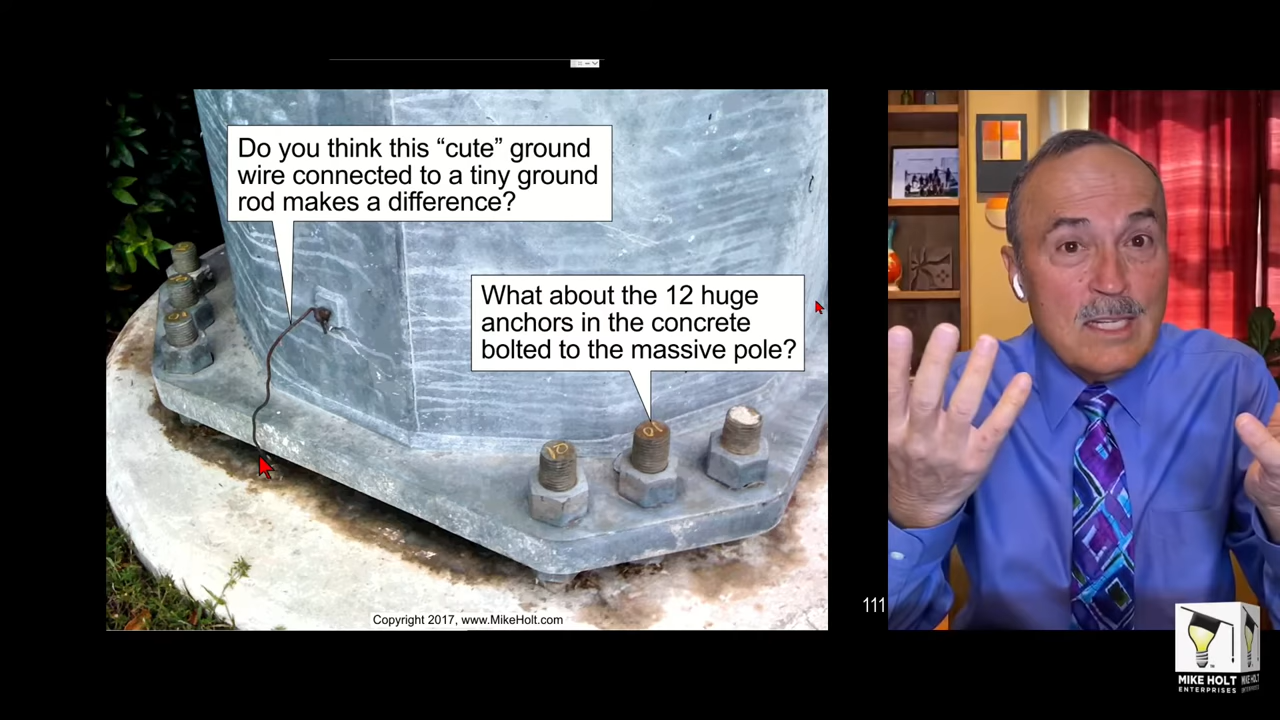 Do you think this “cute” ground
wire connected to a tiny ground
rod makes a difference?
What about the 12 huge
anchors in the concrete
bolted to the massive pole?
Copyright 2017, www.MikeHolt.com
111
MIKE HOLT
ENTERPRISES